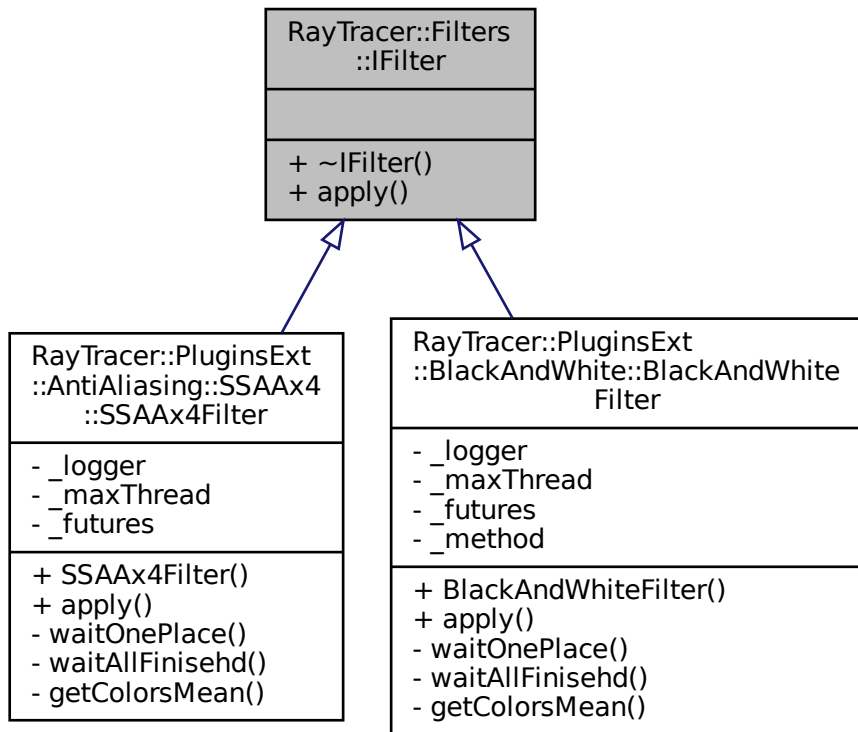 RayTracer::Filters
::IFilter
+ ~IFilter()
+ apply()
RayTracer::PluginsExt
::AntiAliasing::SSAAx4
::SSAAx4Filter
- _logger
- _maxThread
- _futures
+ SSAAx4Filter()
+ apply()
- waitOnePlace()
- waitAllFinisehd()
- getColorsMean()
RayTracer::PluginsExt
::BlackAndWhite::BlackAndWhite
Filter
- _logger
- _maxThread
- _futures
- _method
+ BlackAndWhiteFilter()
+ apply()
- waitOnePlace()
- waitAllFinisehd()
- getColorsMean()